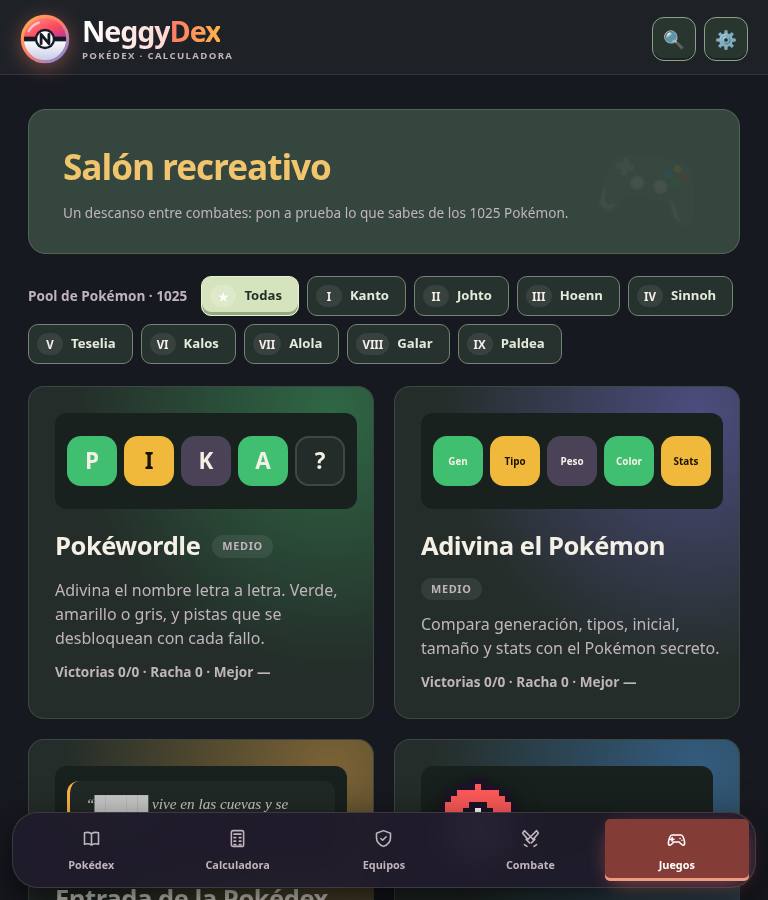 N
NeggyDex
POKÉDEX · CALCULADORA
Salón recreativo
Un descanso entre combates: pon a prueba lo que sabes de los 1025 Pokémon.
Pool de Pokémon · 1025
★ Todas
I Kanto
II Johto
III Hoenn
IV Sinnoh
V Teselia
VI Kalos
VII Alola
VIII Galar
IX Paldea
P I K A ?
Pokéwordle MEDIO
Adivina el nombre letra a letra. Verde,
amarillo o gris, y pistas que se
desbloquean con cada fallo.
Victorias 0/0 · Racha 0 · Mejor —
Gen Tipo Peso Color Stats
Adivina el Pokémon
MEDIO
Compara generación, tipos, inicial,
tamaño y stats con el Pokémon secreto.
Victorias 0/0 · Racha 0 · Mejor —
“██████ vive en las cuevas y se
Entrada de la Pokédex
Pokédex
Calculadora
Equipos
Combate
Juegos